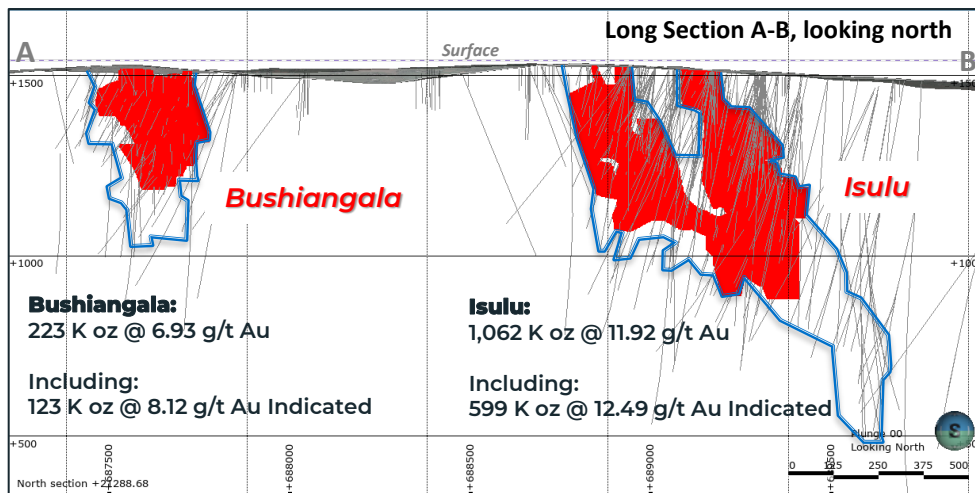 Long Section A-B, looking north
A
Surface
B
+1500
Bushiangala
Isulu
+1000
Bushiangala:
223 K oz @ 6.93 g/t Au
Including:
123 K oz @ 8.12 g/t Au Indicated
Isulu:
1,062 K oz @ 11.92 g/t Au
Including:
599 K oz @ 12.49 g/t Au Indicated
+500
Plunge 00
Looking North
0 125 250 375 500
+687500
+688000
+688500
+689000
North section +21288.68